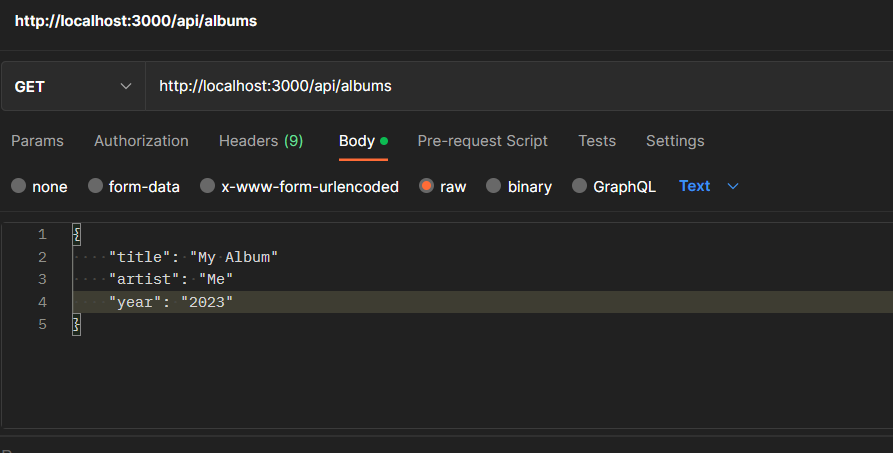 http://localhost:3000/api/albums
GET http://localhost:3000/api/albums
Params Authorization Headers (9) Body Pre-request Script Tests Settings
none form-data x-www-form-urlencoded raw binary GraphQL Text
1 {
2 "title": "My Album"
3 "artist": "Me"
4 "year": "2023"
5 }